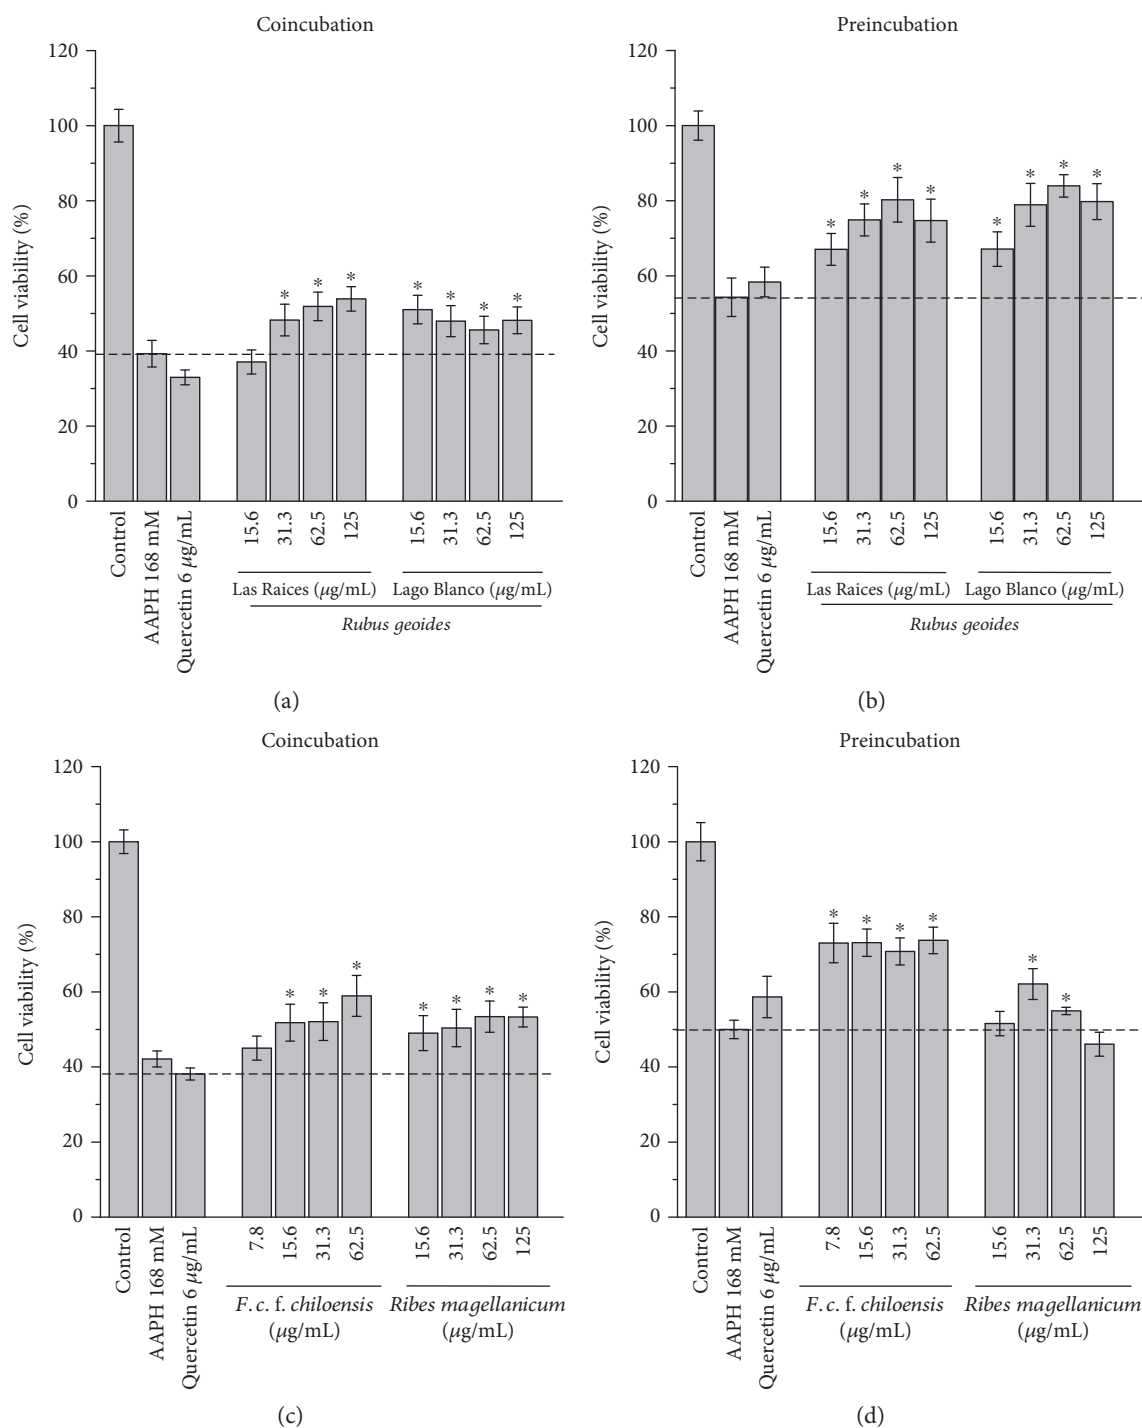 Coincubation
Cell viability (%)
120
100
80
60
40
20
0
* * * * * * *
Control
AAPH 168 mM
Quercetin 6 μg/mL
15.6
31.3
62.5
125
15.6
31.3
62.5
125
Las Raices (μg/mL) Lago Blanco (μg/mL)
Rubus geoides
(a)
Preincubation
Cell viability (%)
120
100
80
60
40
20
0
* * * * * * * *
Control
AAPH 168 mM
Quercetin 6 μg/mL
15.6
31.3
62.5
125
15.6
31.3
62.5
125
Las Raices (μg/mL) Lago Blanco (μg/mL)
Rubus geoides
(b)
Coincubation
Cell viability (%)
120
100
80
60
40
20
0
* * * * * * *
Control
AAPH 168 mM
Quercetin 6 μg/mL
7.8
15.6
31.3
62.5
15.6
31.3
62.5
125
F. c. f. chiloensis Ribes magellanicum
(μg/mL) (μg/mL)
(c)
Preincubation
Cell viability (%)
120
100
80
60
40
20
0
* * * * * *
Control
AAPH 168 mM
Quercetin 6 μg/mL
7.8
15.6
31.3
62.5
15.6
31.3
62.5
125
F. c. f. chiloensis Ribes magellanicum
(μg/mL) (μg/mL)
(d)